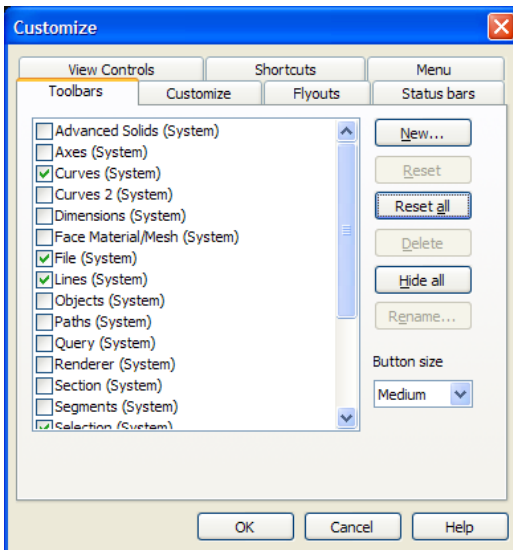 Customize
View Controls
Shortcuts
Menu
Toolbars
Customize
Flyouts
Status bars
Advanced Solids (System)
Axes (System)
Curves (System)
Curves 2 (System)
Dimensions (System)
Face Material/Mesh (System)
File (System)
Lines (System)
Objects (System)
Paths (System)
Query (System)
Renderer (System)
Section (System)
Segments (System)
Selection (System)
New...
Reset
Reset all
Delete
Hide all
Rename...
Button size
Medium
OK
Cancel
Help